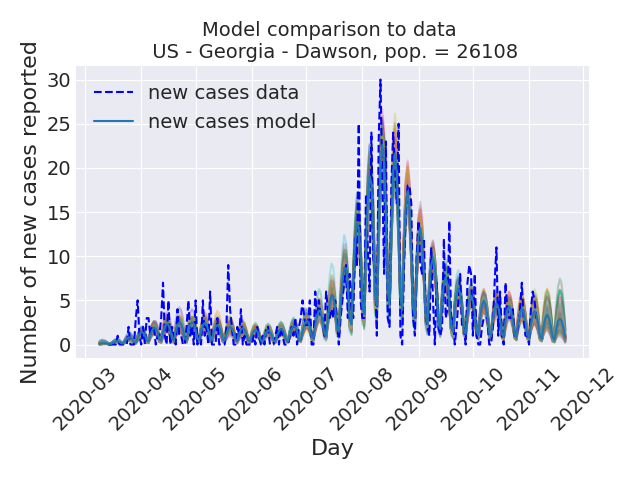 Model comparison to data
US - Georgia - Dawson, pop. = 26108
Number of new cases reported
30
25
20
15
10
5
0
new cases data
new cases model
2020-03
2020-04
2020-05
2020-06
2020-07
2020-08
2020-09
2020-10
2020-11
2020-12
Day